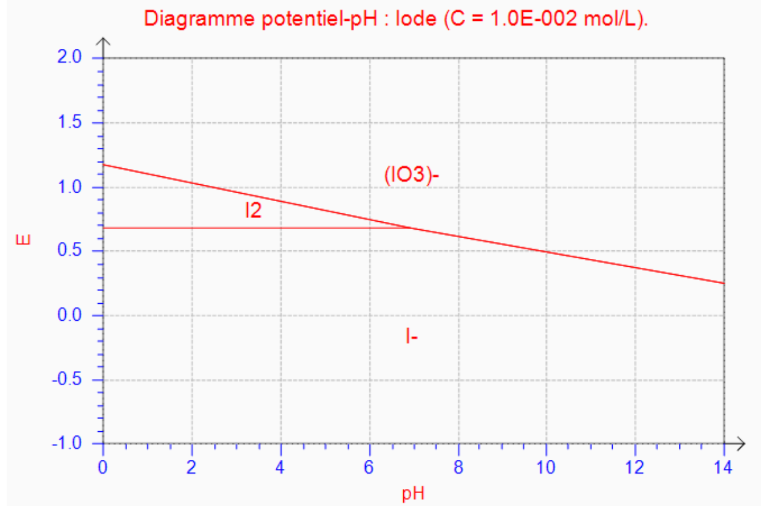 Diagramme potentiel-pH : Iode (C = 1.0E-002 mol/L).
2.0
1.5
(IO3)-
1.0
I2
E
0.5
0.0
I-
-0.5
-1.0
0 2 4 6 8 10 12 14
pH